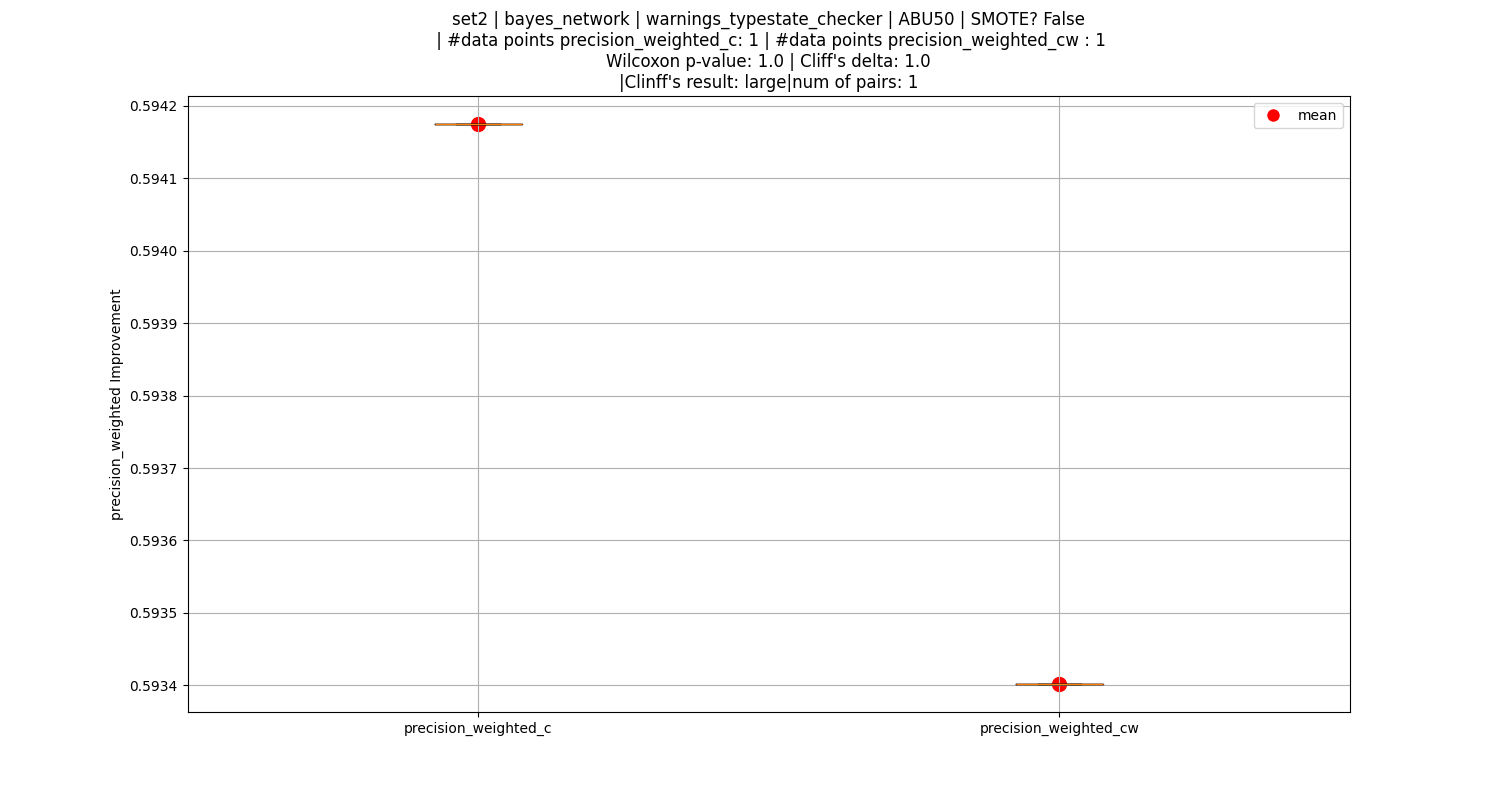 set2 | bayes_network | warnings_typestate_checker | ABU50 | SMOTE? False
| #data points precision_weighted_c: 1 | #data points precision_weighted_cw : 1
Wilcoxon p-value: 1.0 | Cliff's delta: 1.0
|Clinff's result: large|num of pairs: 1
mean
0.5942
0.5941
0.5940
0.5939
0.5938
0.5937
0.5936
0.5935
0.5934
precision_weighted Improvement
precision_weighted_c
precision_weighted_cw